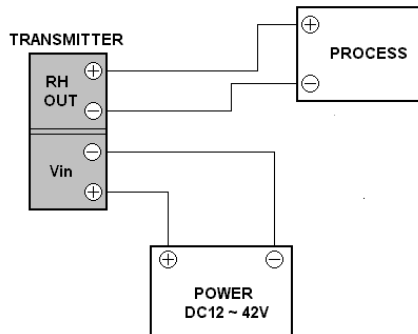 TRANSMITTER
RH
OUT
+
−
Vin
−
+
+
−
PROCESS
+
−
POWER
DC12 ~ 42V